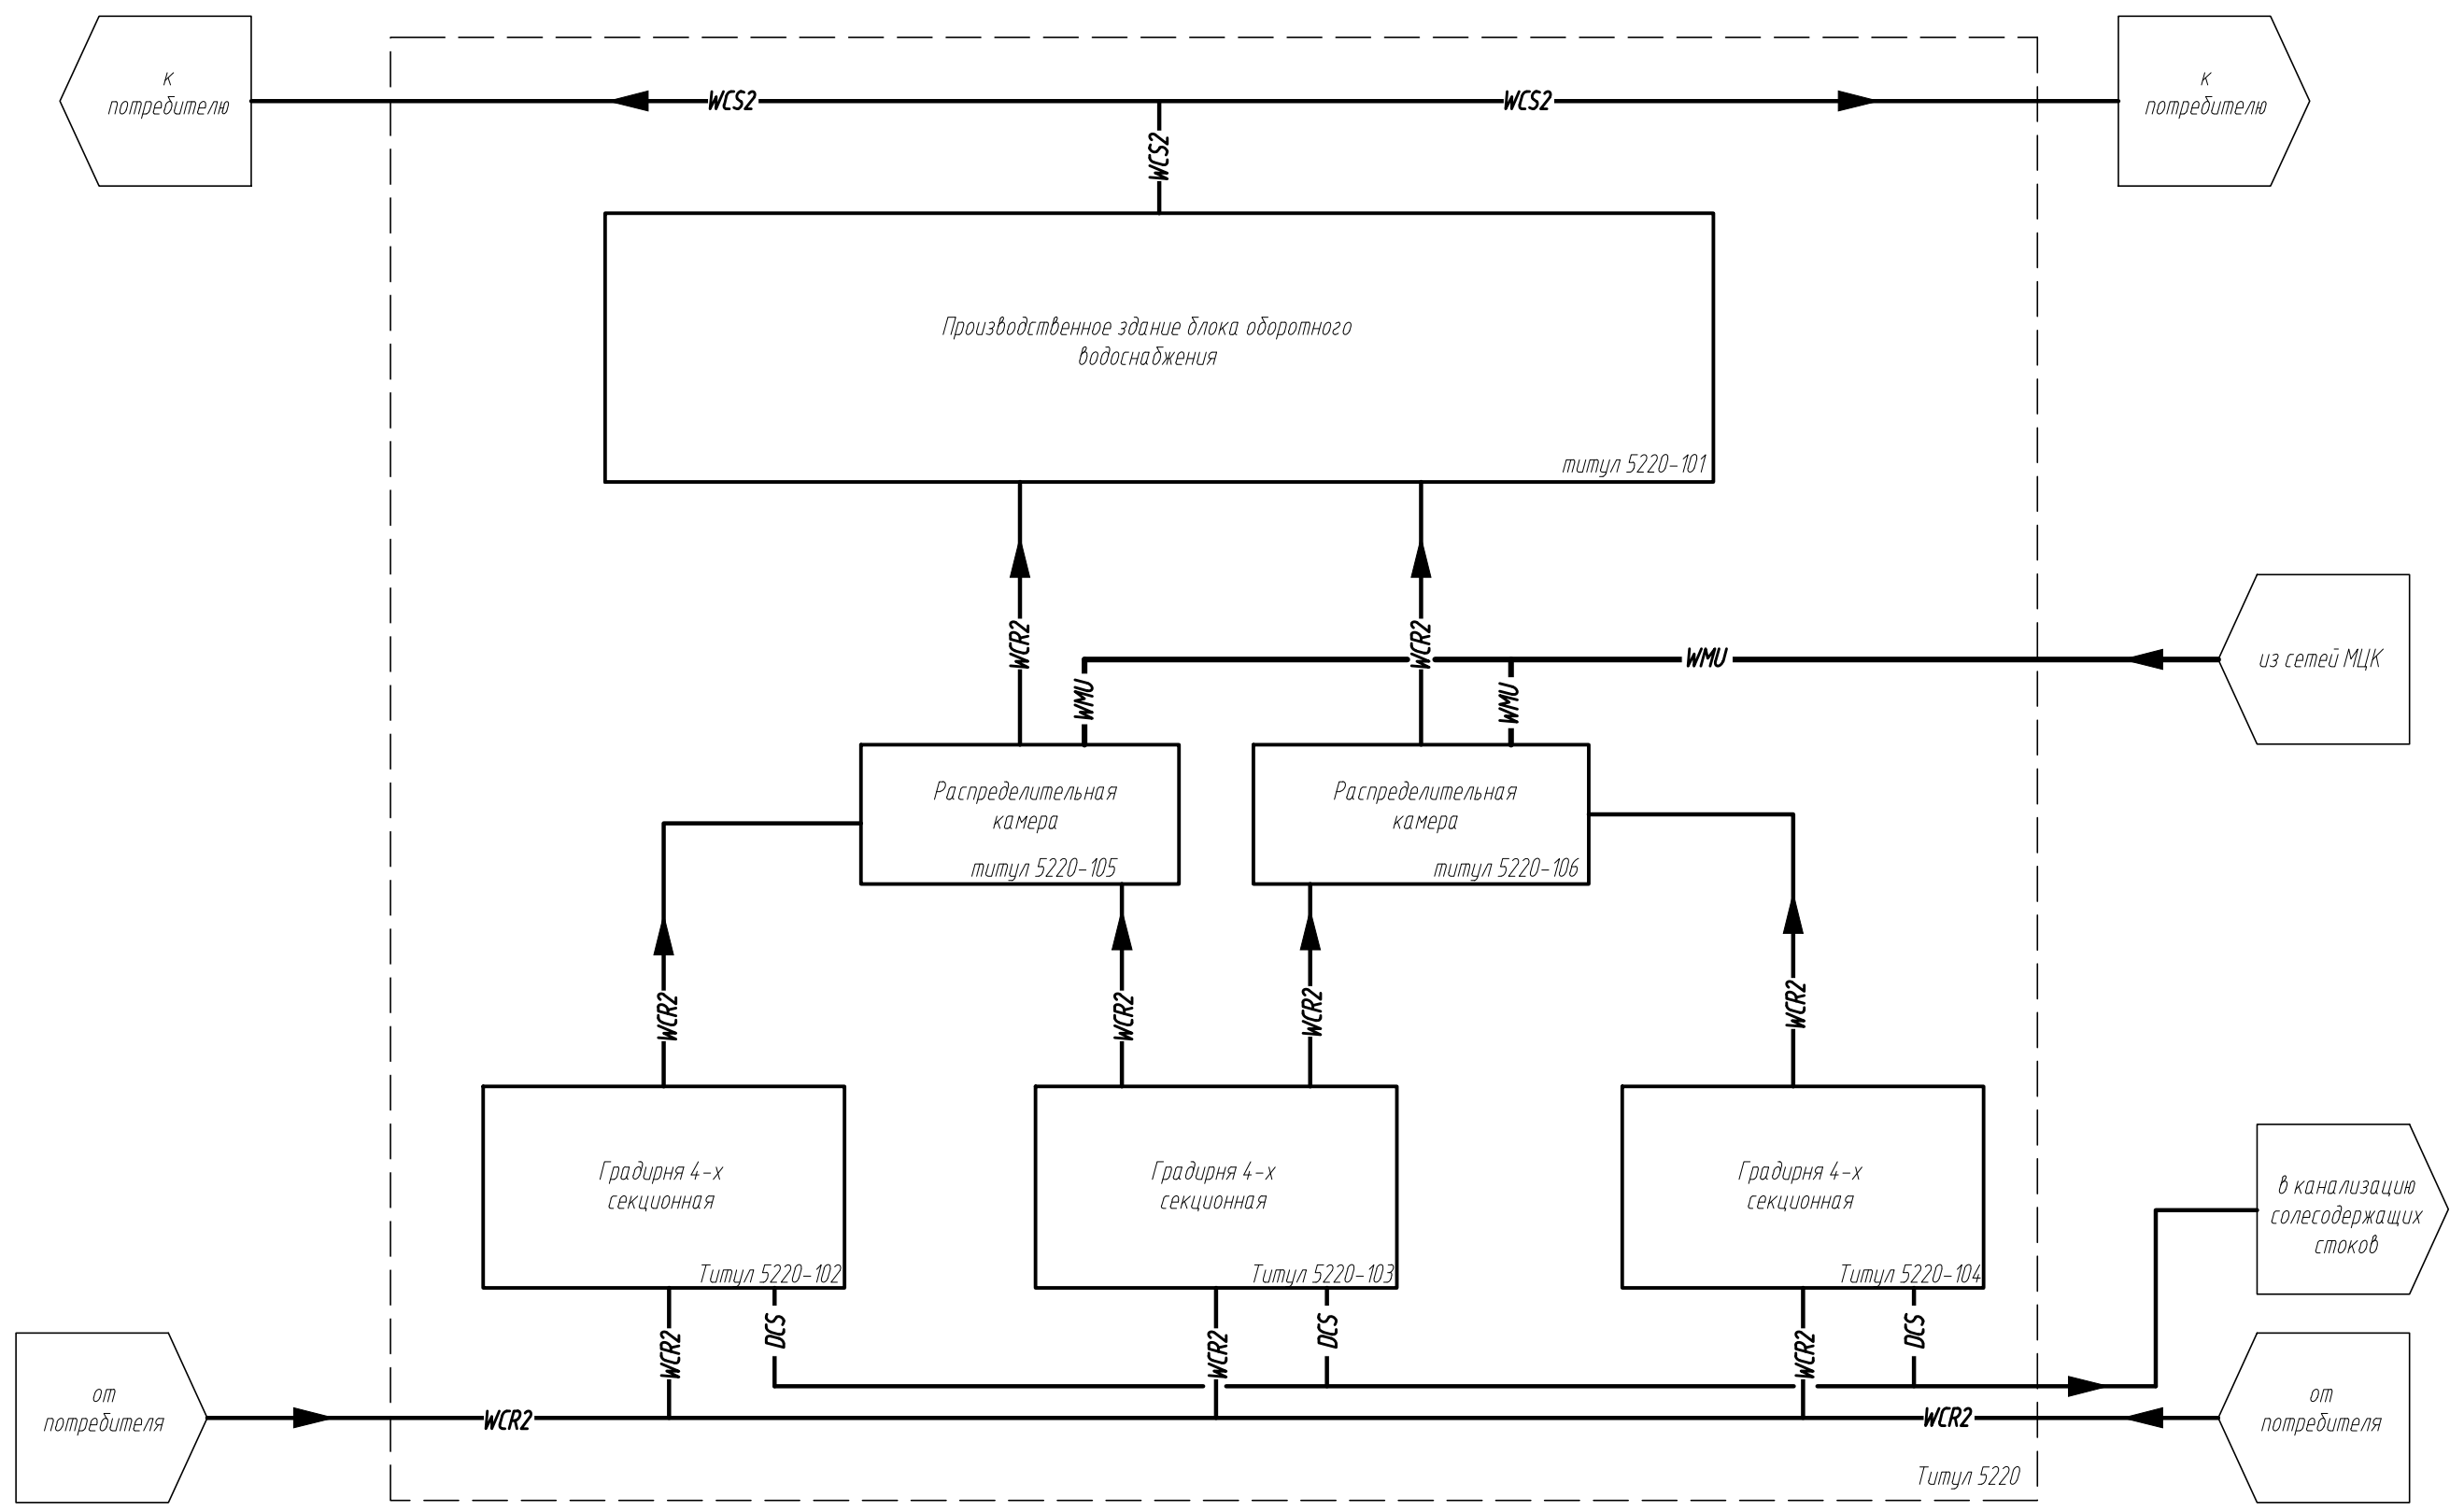 к
потребителю
WCS2
WCS2
к
потребителю
WCS2
Производственное здание блока оборотного
водоснабжения
титул 5220-101
WCR2
WCR2
WMU
из сетей МЦК
WMU
WMU
Распределительная
камера
титул 5220-105
Распределительная
камера
титул 5220-106
WCR2
WCR2
WCR2
WCR2
Градирня 4-х
секционная
Титул 5220-102
Градирня 4-х
секционная
Титул 5220-103
Градирня 4-х
секционная
Титул 5220-104
в канализацию
солесодержащих
стоков
WCR2
DCS
WCR2
DCS
WCR2
DCS
от
потребителя
WCR2
WCR2
от
потребителя
Титул 5220